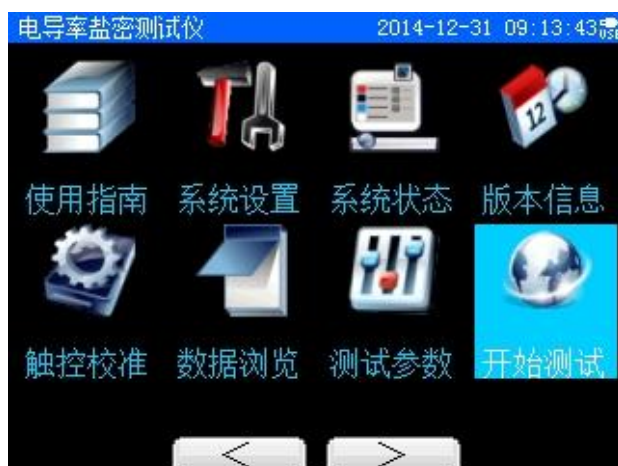 电导率盐密测试仪 2014-12-31 09:13:43 USB
使用指南 系统设置 系统状态 版本信息
触控校准 数据浏览 测试参数 开始测试
< >